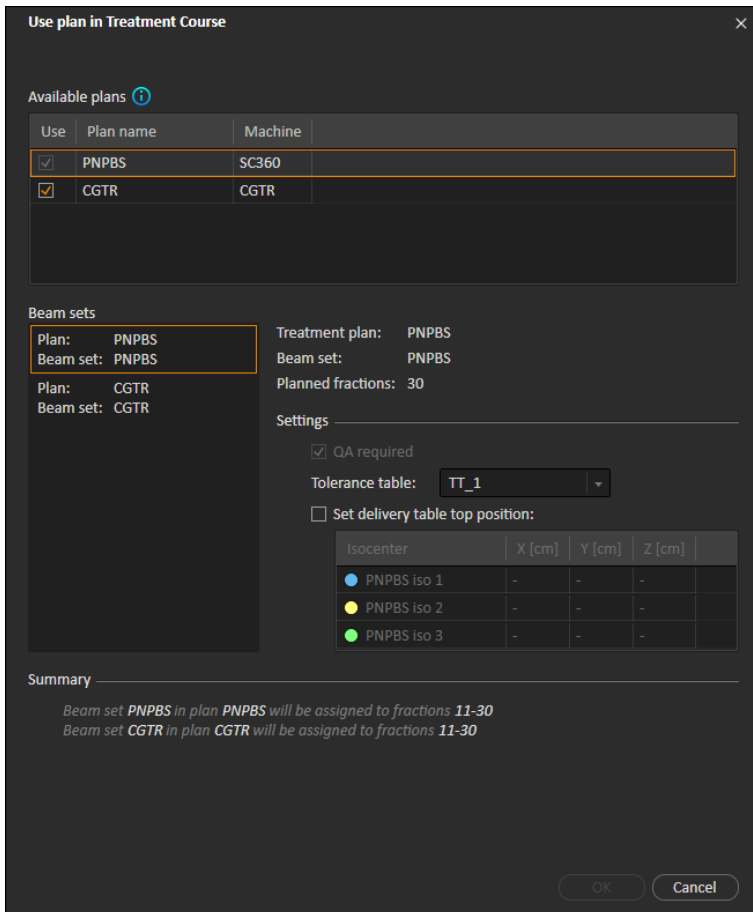 Use plan in Treatment Course
Available plans
Use Plan name Machine
PNPBS SC360
CGTR CGTR
Beam sets
Plan: PNPBS
Beam set: PNPBS
Plan: CGTR
Beam set: CGTR
Treatment plan: PNPBS
Beam set: PNPBS
Planned fractions: 30
Settings
QA required
Tolerance table: TT_1
Set delivery table top position:
Isocenter X [cm] Y [cm] Z [cm]
PNPBS iso 1 - - -
PNPBS iso 2 - - -
PNPBS iso 3 - - -
Summary
Beam set PNPBS in plan PNPBS will be assigned to fractions 11-30
Beam set CGTR in plan CGTR will be assigned to fractions 11-30
OK Cancel